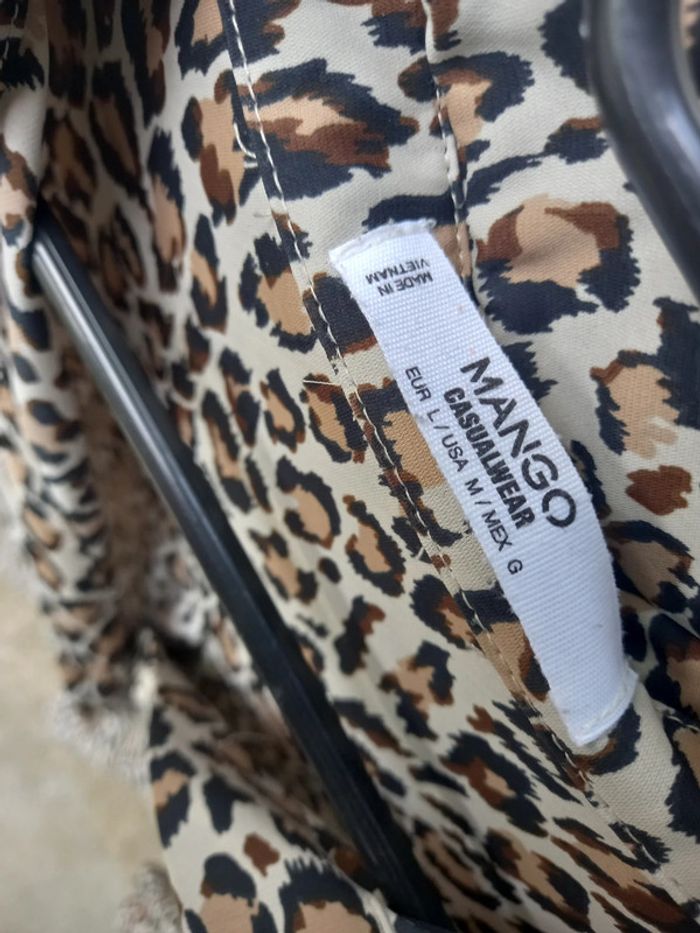 MANGO
CASUALWEAR
EUR L / USA M / MEX G
MADE IN
VIETNAM